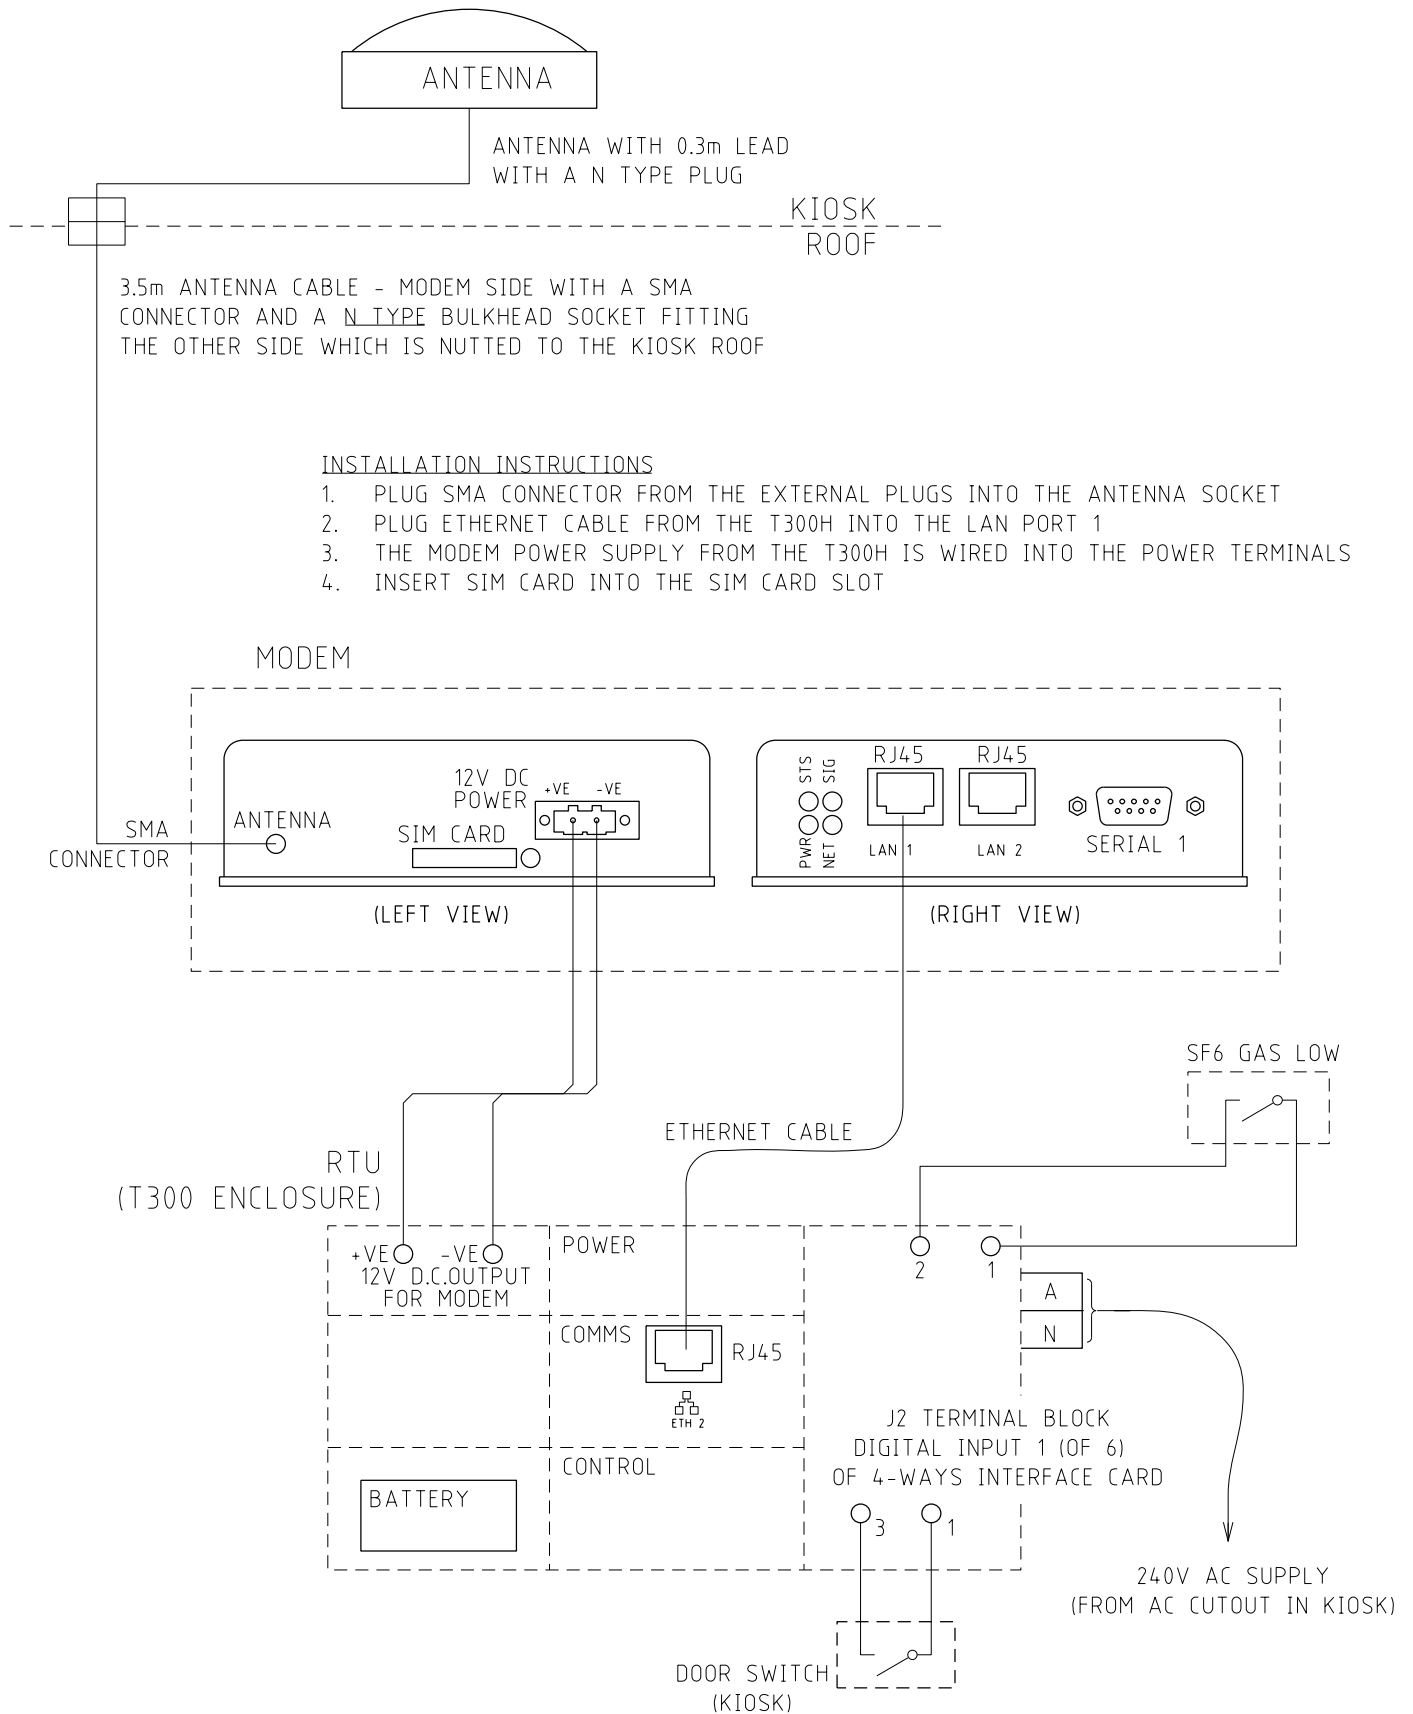 ANTENNA
ANTENNA WITH 0.3m LEAD
WITH A N TYPE PLUG
KIOSK
ROOF
3.5m ANTENNA CABLE - MODEM SIDE WITH A SMA
CONNECTOR AND A N TYPE BULKHEAD SOCKET FITTING
THE OTHER SIDE WHICH IS NUTTED TO THE KIOSK ROOF
INSTALLATION INSTRUCTIONS
1. PLUG SMA CONNECTOR FROM THE EXTERNAL PLUGS INTO THE ANTENNA SOCKET
2. PLUG ETHERNET CABLE FROM THE T300H INTO THE LAN PORT 1
3. THE MODEM POWER SUPPLY FROM THE T300H IS WIRED INTO THE POWER TERMINALS
4. INSERT SIM CARD INTO THE SIM CARD SLOT
MODEM
SMA
CONNECTOR
ANTENNA
12V DC
POWER
+VE -VE
SIM CARD
(LEFT VIEW)
STS SIG
PWR NET
RJ45
LAN 1
RJ45
LAN 2
SERIAL 1
(RIGHT VIEW)
SF6 GAS LOW
ETHERNET CABLE
RTU
(T300 ENCLOSURE)
+VE -VE
12V D.C.OUTPUT
FOR MODEM
POWER
COMMS
RJ45
ETH 2
CONTROL
BATTERY
2 1
A
N
J2 TERMINAL BLOCK
DIGITAL INPUT 1 (OF 6)
OF 4-WAYS INTERFACE CARD
3 1
240V AC SUPPLY
(FROM AC CUTOUT IN KIOSK)
DOOR SWITCH
(KIOSK)